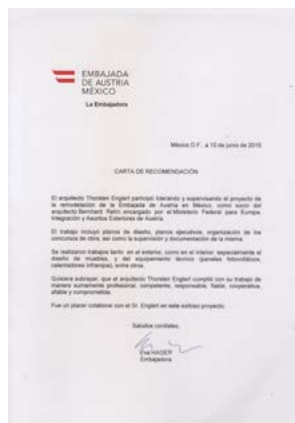 EMBAJADA
DE AUSTRIA
MÉXICO
La Embajadora
México D.F., a 10 de junio de 2015
CARTA DE RECOMENDACIÓN
El arquitecto Thorsten Englert participó liderando y supervisando el proyecto de
la remodelación de la Embajada de Austria en México, como socio del
arquitecto Bernhard Rehn, encargado por el Ministerio Federal para Europa,
Integración y Asuntos Exteriores de Austria.
El trabajo incluyó planos de diseño, planos ejecutivos, organización de los
concursos de obra, así como la supervisión y documentación de la misma.
Se realizaron trabajos tanto en el exterior, como en el interior, especialmente el
diseño de muebles, y del equipamiento técnico (paneles fotovoltaicos,
calentadores infrarrojos), entre otros.
Quisiera subrayar, que el arquitecto Thorsten Englert cumplió con su trabajo de
manera sumamente profesional, competente, responsable, fiable, cooperativa,
afable y comprometida.
Fue un placer colaborar con el Sr. Englert en este exitoso proyecto.
Saludos cordiales,
Eva HAGER
Embajadora